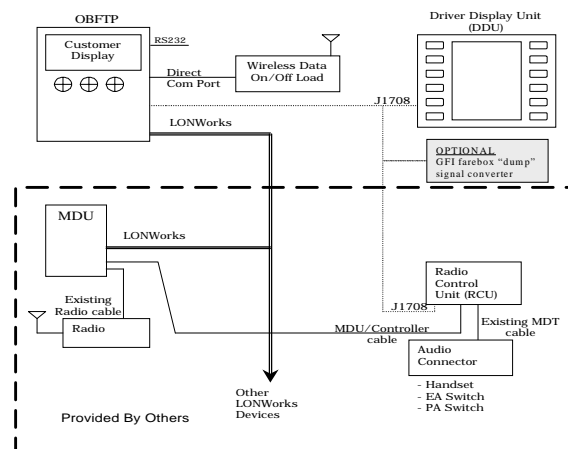 OBFTP
Customer
Display
RS232
Direct
Com Port
Wireless Data
On/Off Load
Driver Display Unit
(DDU)
J1708
LONWorks
OPTIONAL
GFI farebox “dump”
signal converter
MDU
LONWorks
Existing
Radio cable
Radio
Radio
Control
Unit (RCU)
J1708
MDU/Controller
cable
Existing MDT
cable
Audio
Connector
- Handset
- EA Switch
- PA Switch
Other
LONWorks
Devices
Provided By Others